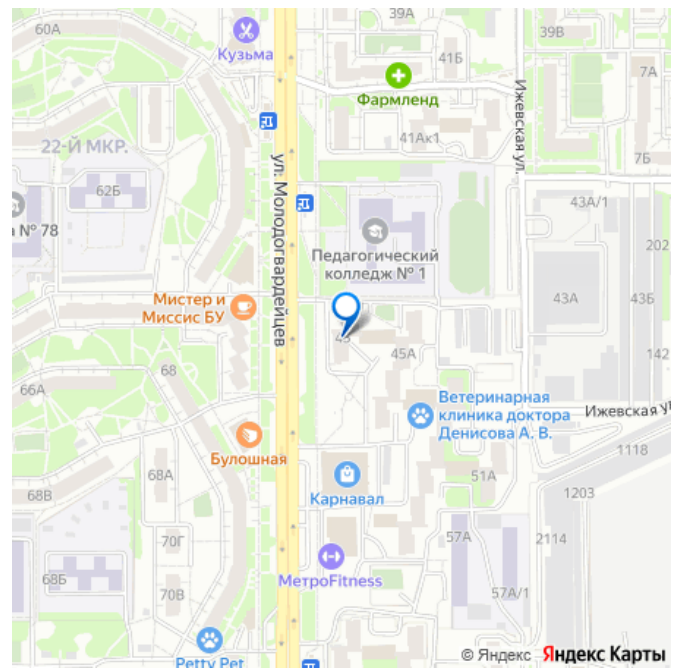 60А
39А
39В
Кузьма
41Б
7А
Фармленд
41Ак1
Ижевская ул.
22-Й МКР.
7Б
62Б
ул. Молодогвардейцев
43А/1
а № 78
Педагогический
колледж № 1
202
43А
43Б
Мистер и
Миссис БУ
142
45А
68
66А
Ветеринарная
клиника доктора
Денисова А. В.
Ижевская ул
Булошная
1118
68А
51А
68В
Карнавал
1203
70Г
57А
2114
68Б
МетроFitness
70В
57А/1
Petty Pet
© Яндекс Яндекс Карты